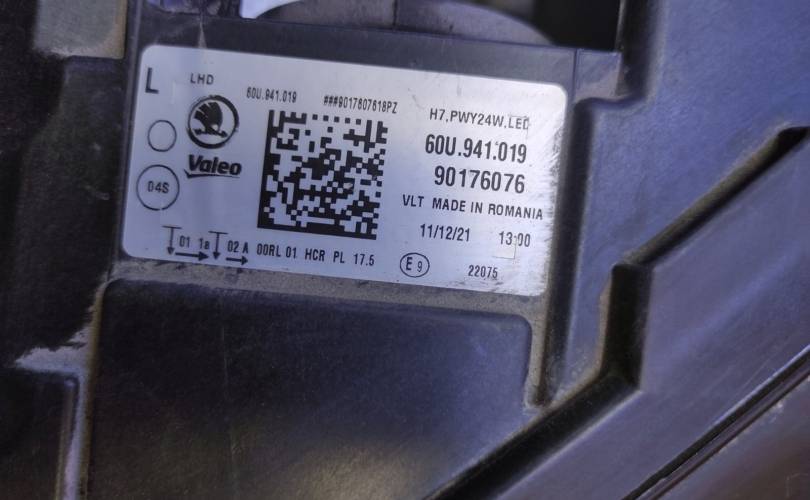 L LHD
60U.941.019 ###9017607618PZ
H7,PWY24W,LED
60U.941.019
Valeo
90176076
04S
VLT MADE IN ROMANIA
11/12/21 13:00
01 1a 02 A 00RL 01 HCR PL 17.5
E 9
22075